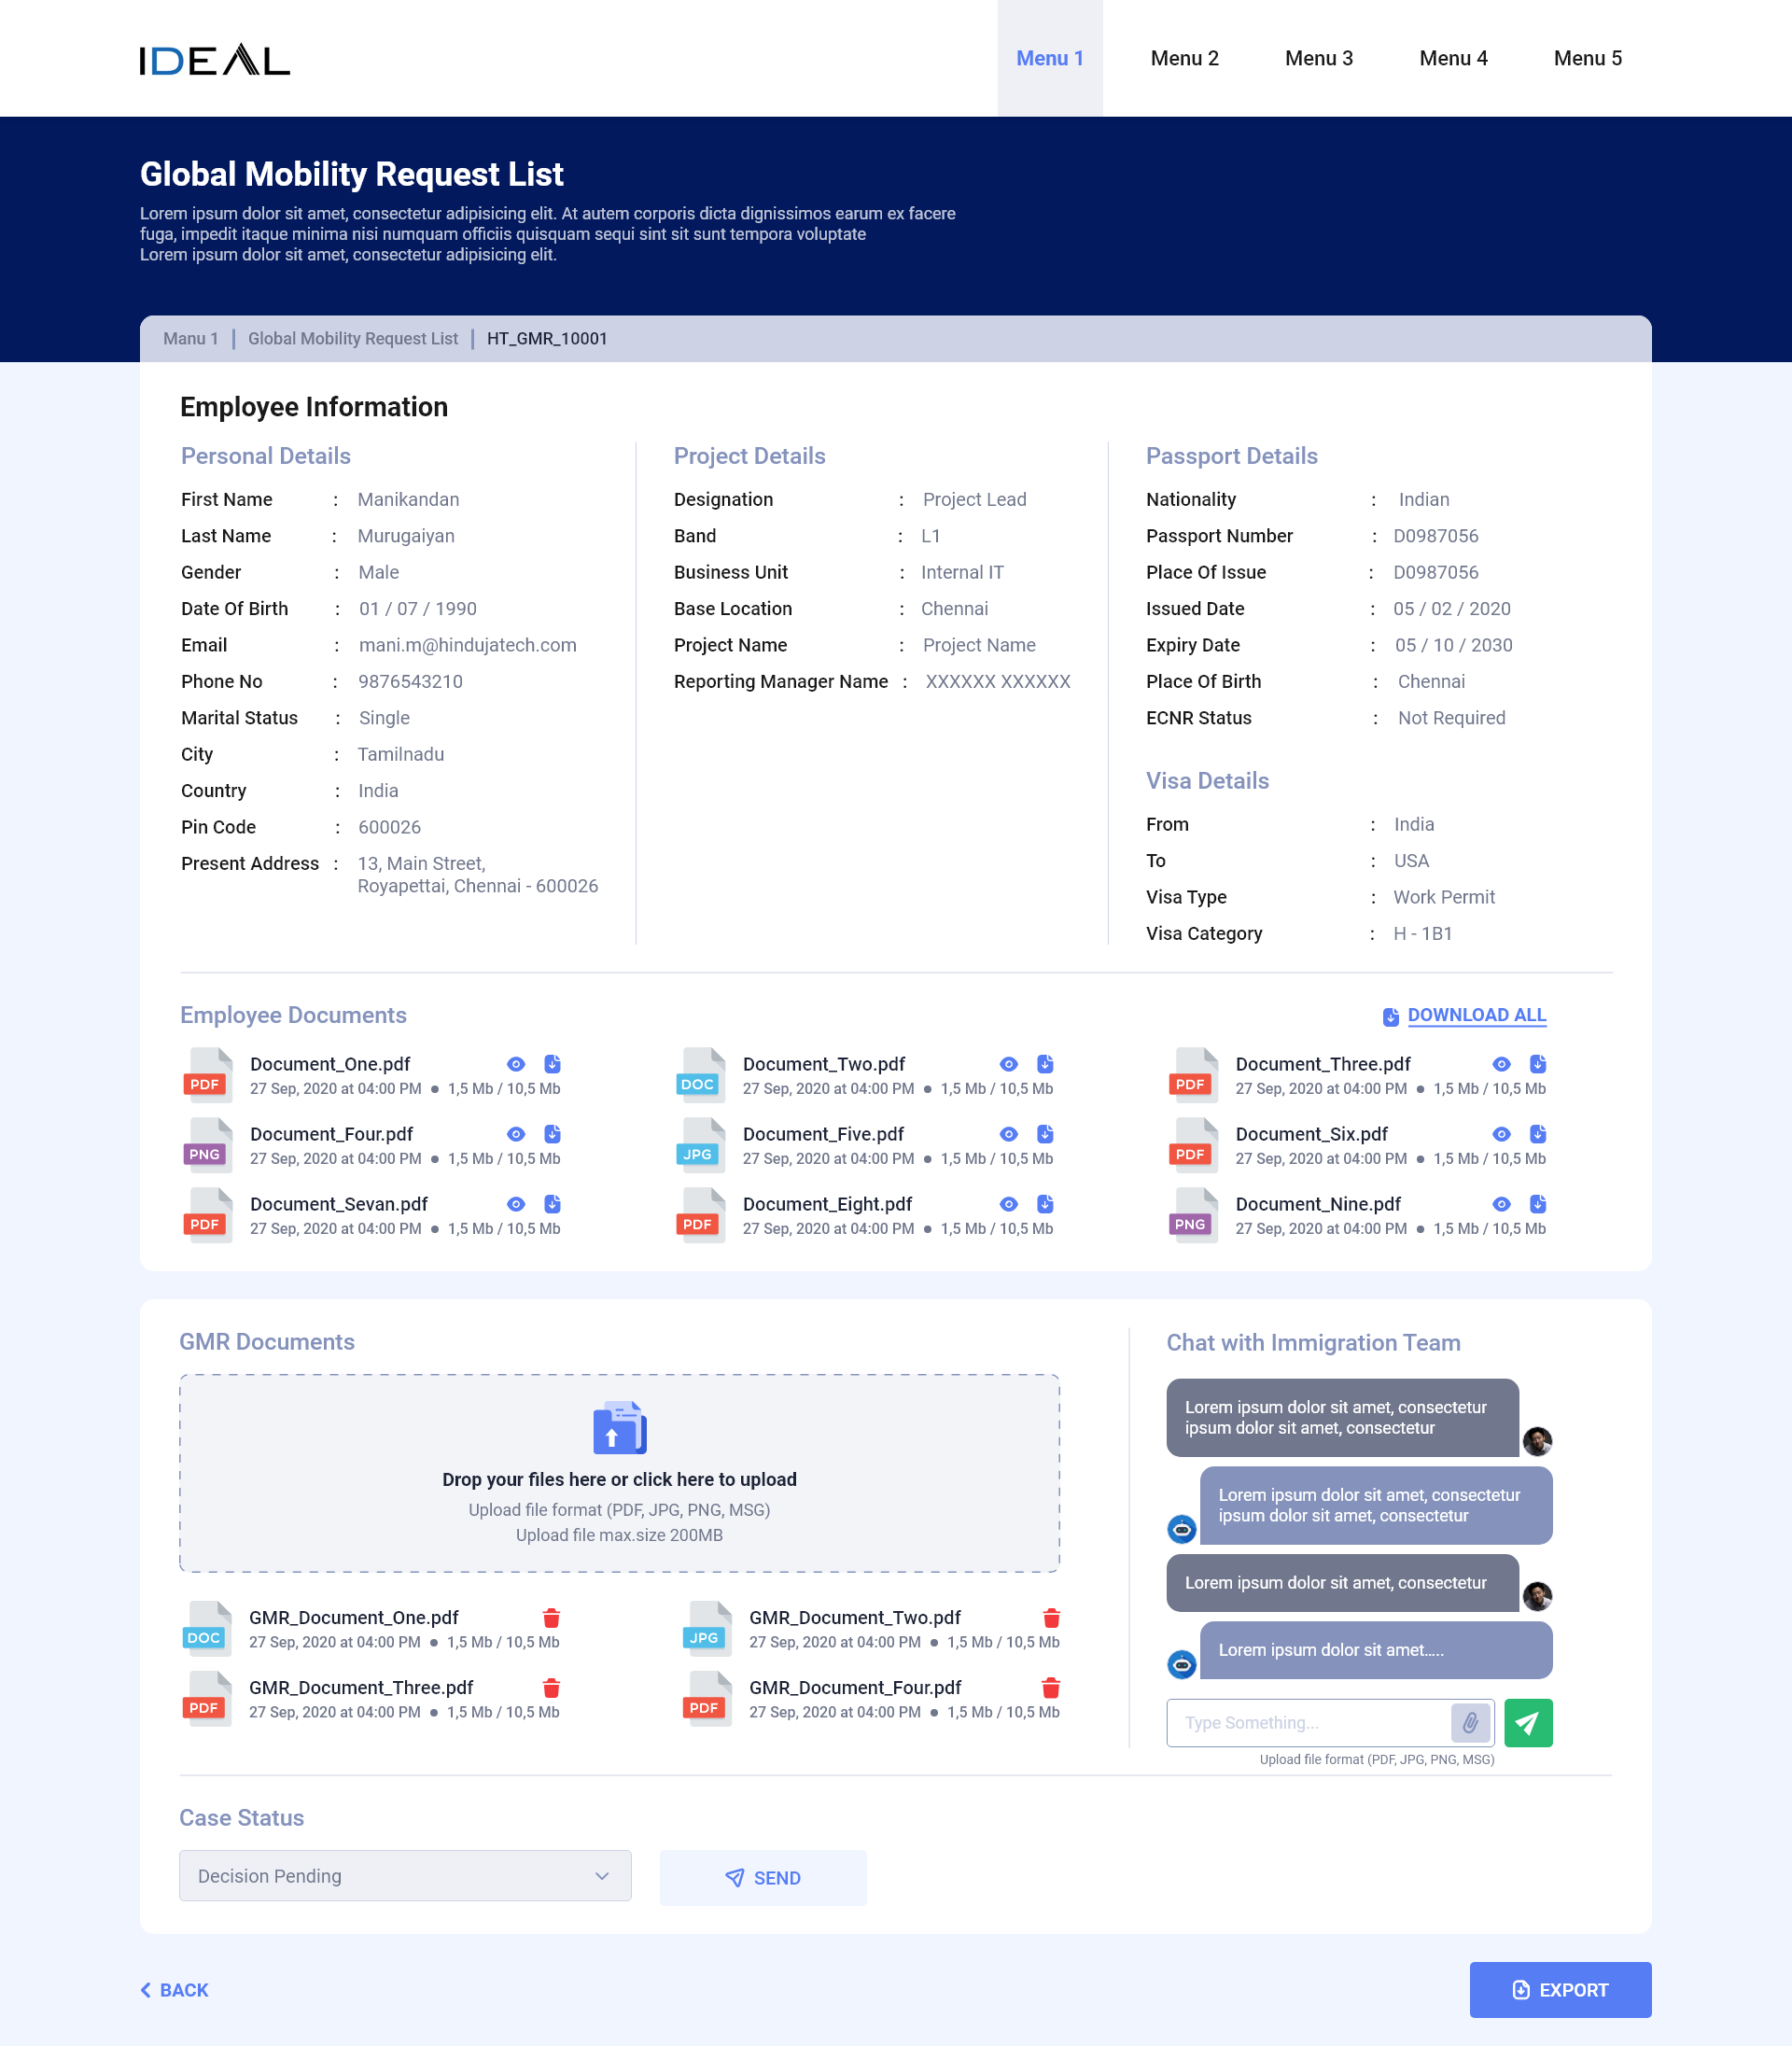 IDEAL
Menu 1
Menu 2
Menu 3
Menu 4
Menu 5
Global Mobility Request List
Lorem ipsum dolor sit amet, consectetur adipisicing elit. At autem corporis dicta dignissimos earum ex facere
fuga, impedit itaque minima nisi numquam officiis quisquam sequi sint sit sunt tempora voluptate
Lorem ipsum dolor sit amet, consectetur adipisicing elit.
Manu 1 | Global Mobility Request List | HT_GMR_10001
Employee Information
Personal Details
First Name : Manikandan
Last Name : Murugaiyan
Gender : Male
Date Of Birth : 01 / 07 / 1990
Email : mani.m@hindujatech.com
Phone No : 9876543210
Marital Status : Single
City : Tamilnadu
Country : India
Pin Code : 600026
Present Address : 13, Main Street,
Royapettai, Chennai - 600026
Project Details
Designation : Project Lead
Band : L1
Business Unit : Internal IT
Base Location : Chennai
Project Name : Project Name
Reporting Manager Name : XXXXXX XXXXXX
Passport Details
Nationality : Indian
Passport Number : D0987056
Place Of Issue : D0987056
Issued Date : 05 / 02 / 2020
Expiry Date : 05 / 10 / 2030
Place Of Birth : Chennai
ECNR Status : Not Required
Visa Details
From : India
To : USA
Visa Type : Work Permit
Visa Category : H - 1B1
Employee Documents
DOWNLOAD ALL
PDF
Document_One.pdf
27 Sep, 2020 at 04:00 PM ● 1,5 Mb / 10,5 Mb
DOC
Document_Two.pdf
27 Sep, 2020 at 04:00 PM ● 1,5 Mb / 10,5 Mb
PDF
Document_Three.pdf
27 Sep, 2020 at 04:00 PM ● 1,5 Mb / 10,5 Mb
PNG
Document_Four.pdf
27 Sep, 2020 at 04:00 PM ● 1,5 Mb / 10,5 Mb
JPG
Document_Five.pdf
27 Sep, 2020 at 04:00 PM ● 1,5 Mb / 10,5 Mb
PDF
Document_Six.pdf
27 Sep, 2020 at 04:00 PM ● 1,5 Mb / 10,5 Mb
PDF
Document_Sevan.pdf
27 Sep, 2020 at 04:00 PM ● 1,5 Mb / 10,5 Mb
PDF
Document_Eight.pdf
27 Sep, 2020 at 04:00 PM ● 1,5 Mb / 10,5 Mb
PNG
Document_Nine.pdf
27 Sep, 2020 at 04:00 PM ● 1,5 Mb / 10,5 Mb
GMR Documents
Drop your files here or click here to upload
Upload file format (PDF, JPG, PNG, MSG)
Upload file max.size 200MB
DOC
GMR_Document_One.pdf
27 Sep, 2020 at 04:00 PM ● 1,5 Mb / 10,5 Mb
JPG
GMR_Document_Two.pdf
27 Sep, 2020 at 04:00 PM ● 1,5 Mb / 10,5 Mb
PDF
GMR_Document_Three.pdf
27 Sep, 2020 at 04:00 PM ● 1,5 Mb / 10,5 Mb
PDF
GMR_Document_Four.pdf
27 Sep, 2020 at 04:00 PM ● 1,5 Mb / 10,5 Mb
Chat with Immigration Team
Lorem ipsum dolor sit amet, consectetur
ipsum dolor sit amet, consectetur
Lorem ipsum dolor sit amet, consectetur
ipsum dolor sit amet, consectetur
Lorem ipsum dolor sit amet, consectetur
Lorem ipsum dolor sit amet.....
Type Something...
Upload file format (PDF, JPG, PNG, MSG)
Case Status
Decision Pending
SEND
BACK
EXPORT